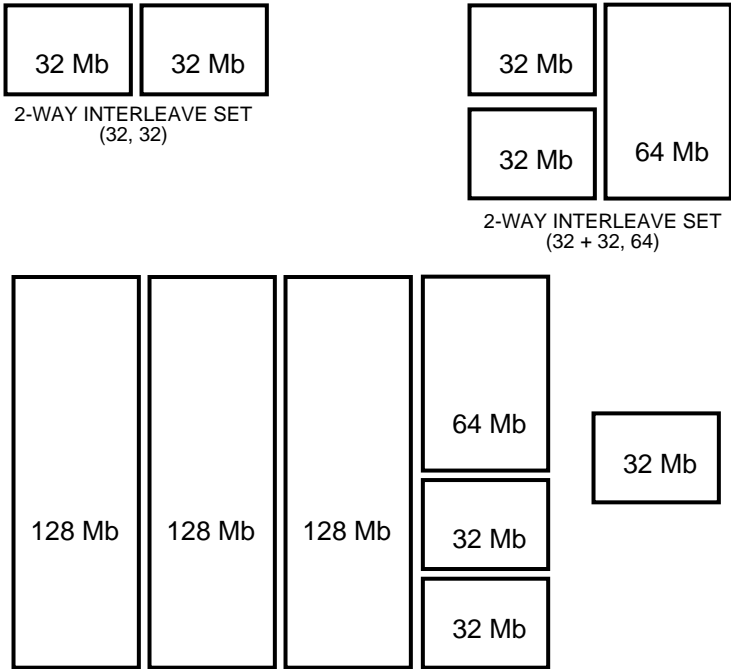 32 Mb 32 Mb
2-WAY INTERLEAVE SET
(32, 32)
32 Mb
32 Mb
64 Mb
2-WAY INTERLEAVE SET
(32 + 32, 64)
128 Mb
128 Mb
128 Mb
64 Mb
32 Mb
32 Mb
32 Mb